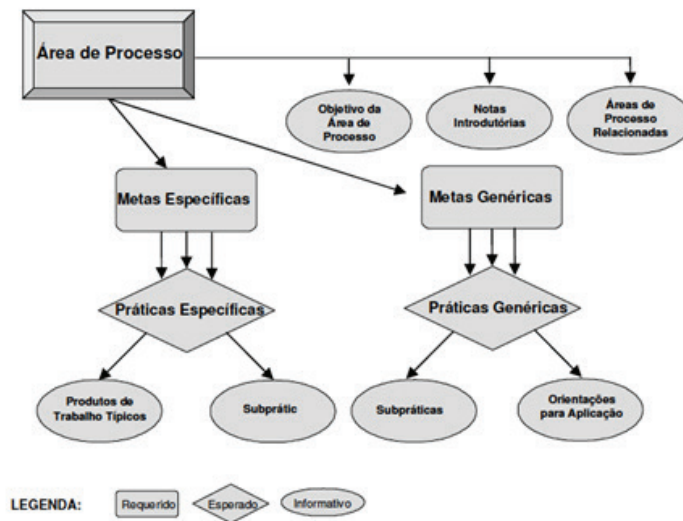 Área de Processo
Objetivo da
Área de
Processo
Notas
Introdutórias
Áreas de
Processo
Relacionadas
Metas Específicas
Metas Genéricas
Práticas Específicas
Práticas Genéricas
Produtos de
Trabalho Típicos
Subprátic
Subpráticas
Orientações
para Aplicação
LEGENDA:
Requerido
Esperado
Informativo